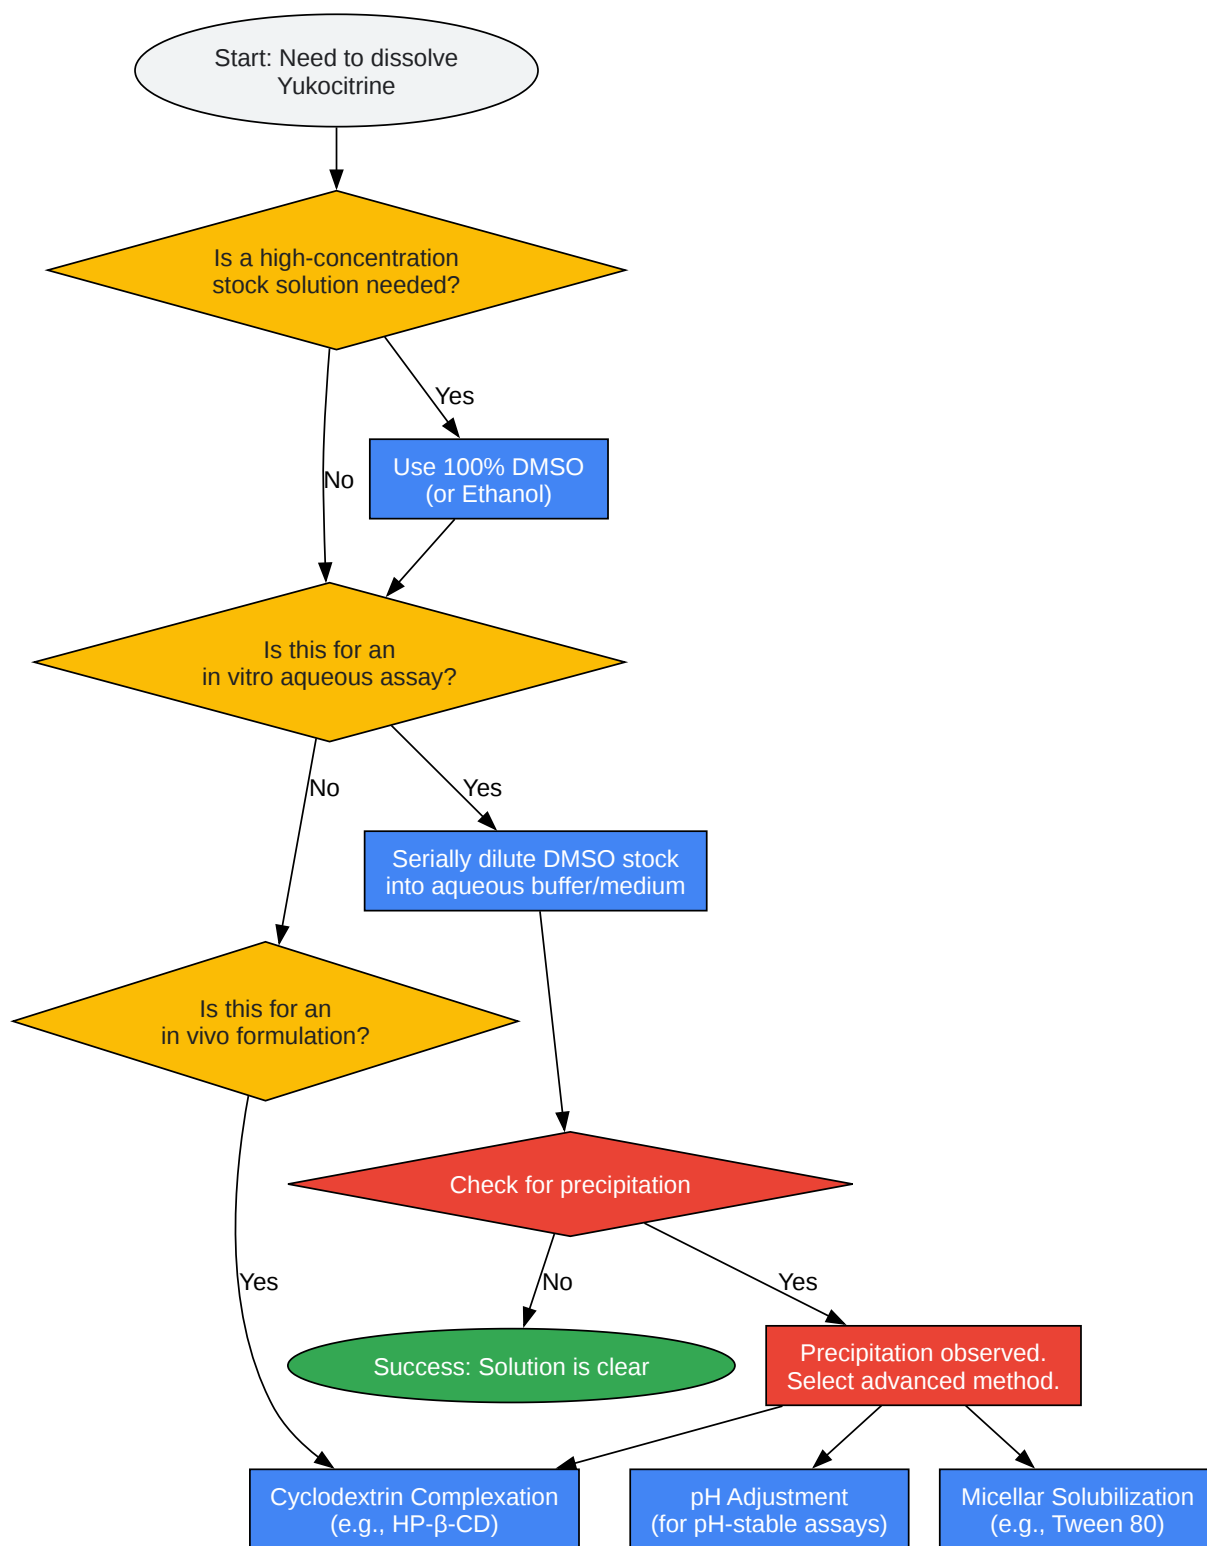 Start: Need to dissolve
Yukocitrine
Is a high-concentration
stock solution needed?
Yes
Use 100% DMSO
(or Ethanol)
No
Is this for an
in vitro aqueous assay?
No
Yes
Serially dilute DMSO stock
into aqueous buffer/medium
Is this for an
in vivo formulation?
Check for precipitation
Yes
No
Yes
Success: Solution is clear
Precipitation observed.
Select advanced method.
Cyclodextrin Complexation
(e.g., HP-β-CD)
pH Adjustment
(for pH-stable assays)
Micellar Solubilization
(e.g., Tween 80)